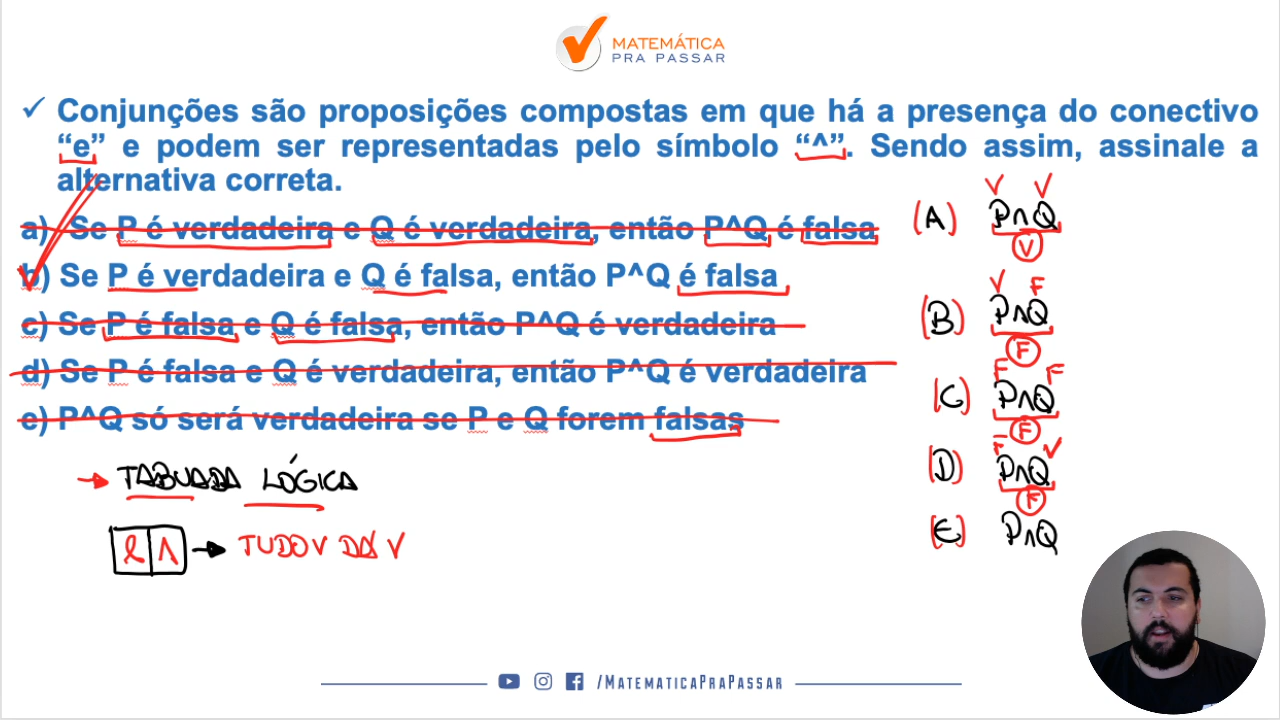 MATEMÁTICA
PRA PASSAR
✓ Conjunções são proposições compostas em que há a presença do conectivo
“e” e podem ser representadas pelo símbolo “^”. Sendo assim, assinale a
alternativa correta.
a) Se P é verdadeira e Q é verdadeira, então P^Q é falsa
b) Se P é verdadeira e Q é falsa, então P^Q é falsa
c) Se P é falsa e Q é falsa, então P^Q é verdadeira
d) Se P é falsa e Q é verdadeira, então P^Q é verdadeira
e) P^Q só será verdadeira se P e Q forem falsas
→ TABUADA LÓGICA
e ∧ → TUDO V DÁ V
V V
(A) P∧Q
V
V F
(B) P∧Q
F
F F
(C) P∧Q
F
F V
(D) P∧Q
F
(E) P∧Q
/MATEMATICAPRAPASSAR